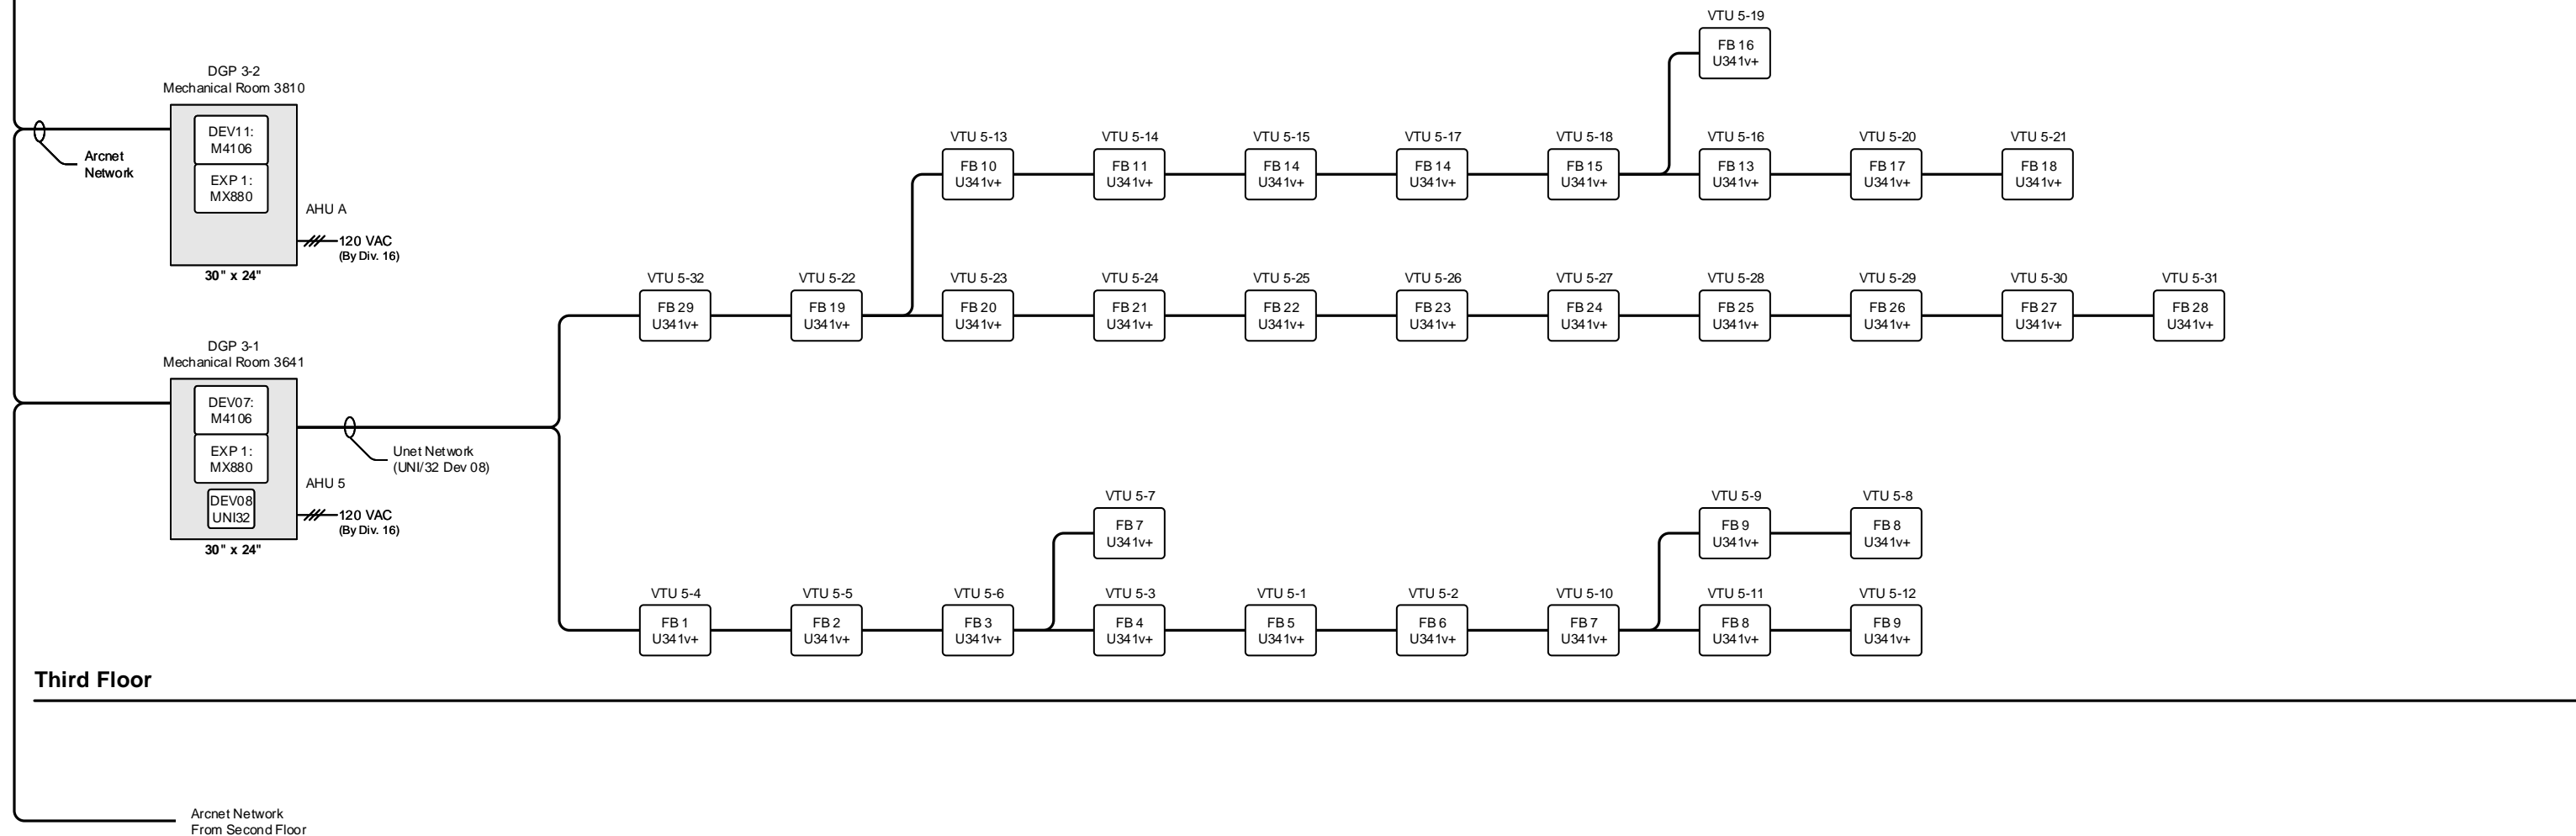 VTU 5-19
FB 16
U341v+
DGP 3-2
Mechanical Room 3810
DEV11:
M4106
EXP 1:
MX880
Arcnet
Network
AHU A
120 VAC
(By Div. 16)
30" x 24"
VTU 5-13
FB 10
U341v+
VTU 5-14
FB 11
U341v+
VTU 5-15
FB 14
U341v+
VTU 5-17
FB 14
U341v+
VTU 5-18
FB 15
U341v+
VTU 5-16
FB 13
U341v+
VTU 5-20
FB 17
U341v+
VTU 5-21
FB 18
U341v+
VTU 5-32
FB 29
U341v+
VTU 5-22
FB 19
U341v+
VTU 5-23
FB 20
U341v+
VTU 5-24
FB 21
U341v+
VTU 5-25
FB 22
U341v+
VTU 5-26
FB 23
U341v+
VTU 5-27
FB 24
U341v+
VTU 5-28
FB 25
U341v+
VTU 5-29
FB 26
U341v+
VTU 5-30
FB 27
U341v+
VTU 5-31
FB 28
U341v+
DGP 3-1
Mechanical Room 3641
DEV07:
M4106
EXP 1:
MX880
DEV08
UNI32
AHU 5
120 VAC
(By Div. 16)
30" x 24"
Unet Network
(UNI/32 Dev 08)
VTU 5-7
FB 7
U341v+
VTU 5-9
FB 9
U341v+
VTU 5-8
FB 8
U341v+
VTU 5-4
FB 1
U341v+
VTU 5-5
FB 2
U341v+
VTU 5-6
FB 3
U341v+
VTU 5-3
FB 4
U341v+
VTU 5-1
FB 5
U341v+
VTU 5-2
FB 6
U341v+
VTU 5-10
FB 7
U341v+
VTU 5-11
FB 8
U341v+
VTU 5-12
FB 9
U341v+
Third Floor
Arcnet Network
From Second Floor